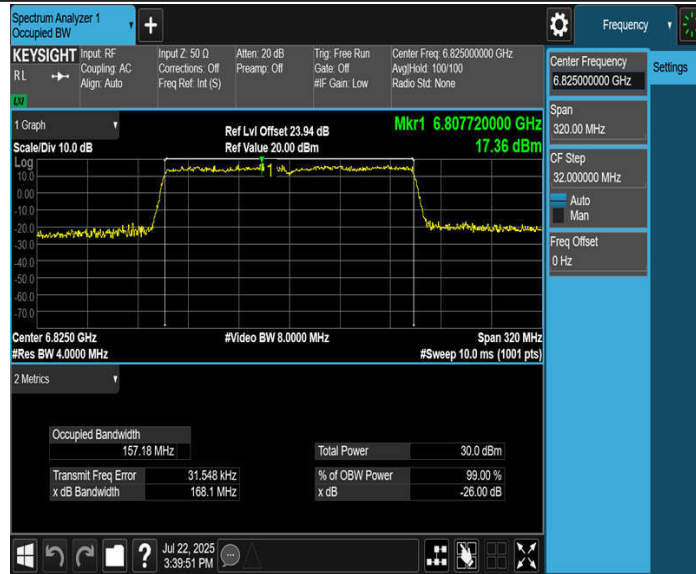 Spectrum Analyzer 1
Occupied BW
Frequency
KEYSIGHT
RL
Input: RF
Coupling: AC
Align: Auto
Input Z: 50 Ω
Corrections: Off
Freq Ref: Int (S)
Atten: 20 dB
Preamp: Off
Trig: Free Run
Gate: Off
#IF Gain: Low
Center Freq: 6.825000000 GHz
Avg|Hold: 100/100
Radio Std: None
Center Frequency
6.825000000 GHz
Settings
Span
320.00 MHz
CF Step
32.000000 MHz
Auto
Man
Freq Offset
0 Hz
1 Graph
Scale/Div 10.0 dB
Ref Lvl Offset 23.94 dB
Ref Value 20.00 dBm
Mkr1 6.807720000 GHz
17.36 dBm
Log
10.0
0.00
-10.0
-20.0
-30.0
-40.0
-50.0
-60.0
-70.0
1
Center 6.8250 GHz
#Res BW 4.0000 MHz
#Video BW 8.0000 MHz
Span 320 MHz
#Sweep 10.0 ms (1001 pts)
2 Metrics
Occupied Bandwidth
157.18 MHz
Transmit Freq Error 31.548 kHz
x dB Bandwidth 168.1 MHz
Total Power 30.0 dBm
% of OBW Power 99.00 %
x dB -26.00 dB
Jul 22, 2025
3:39:51 PM